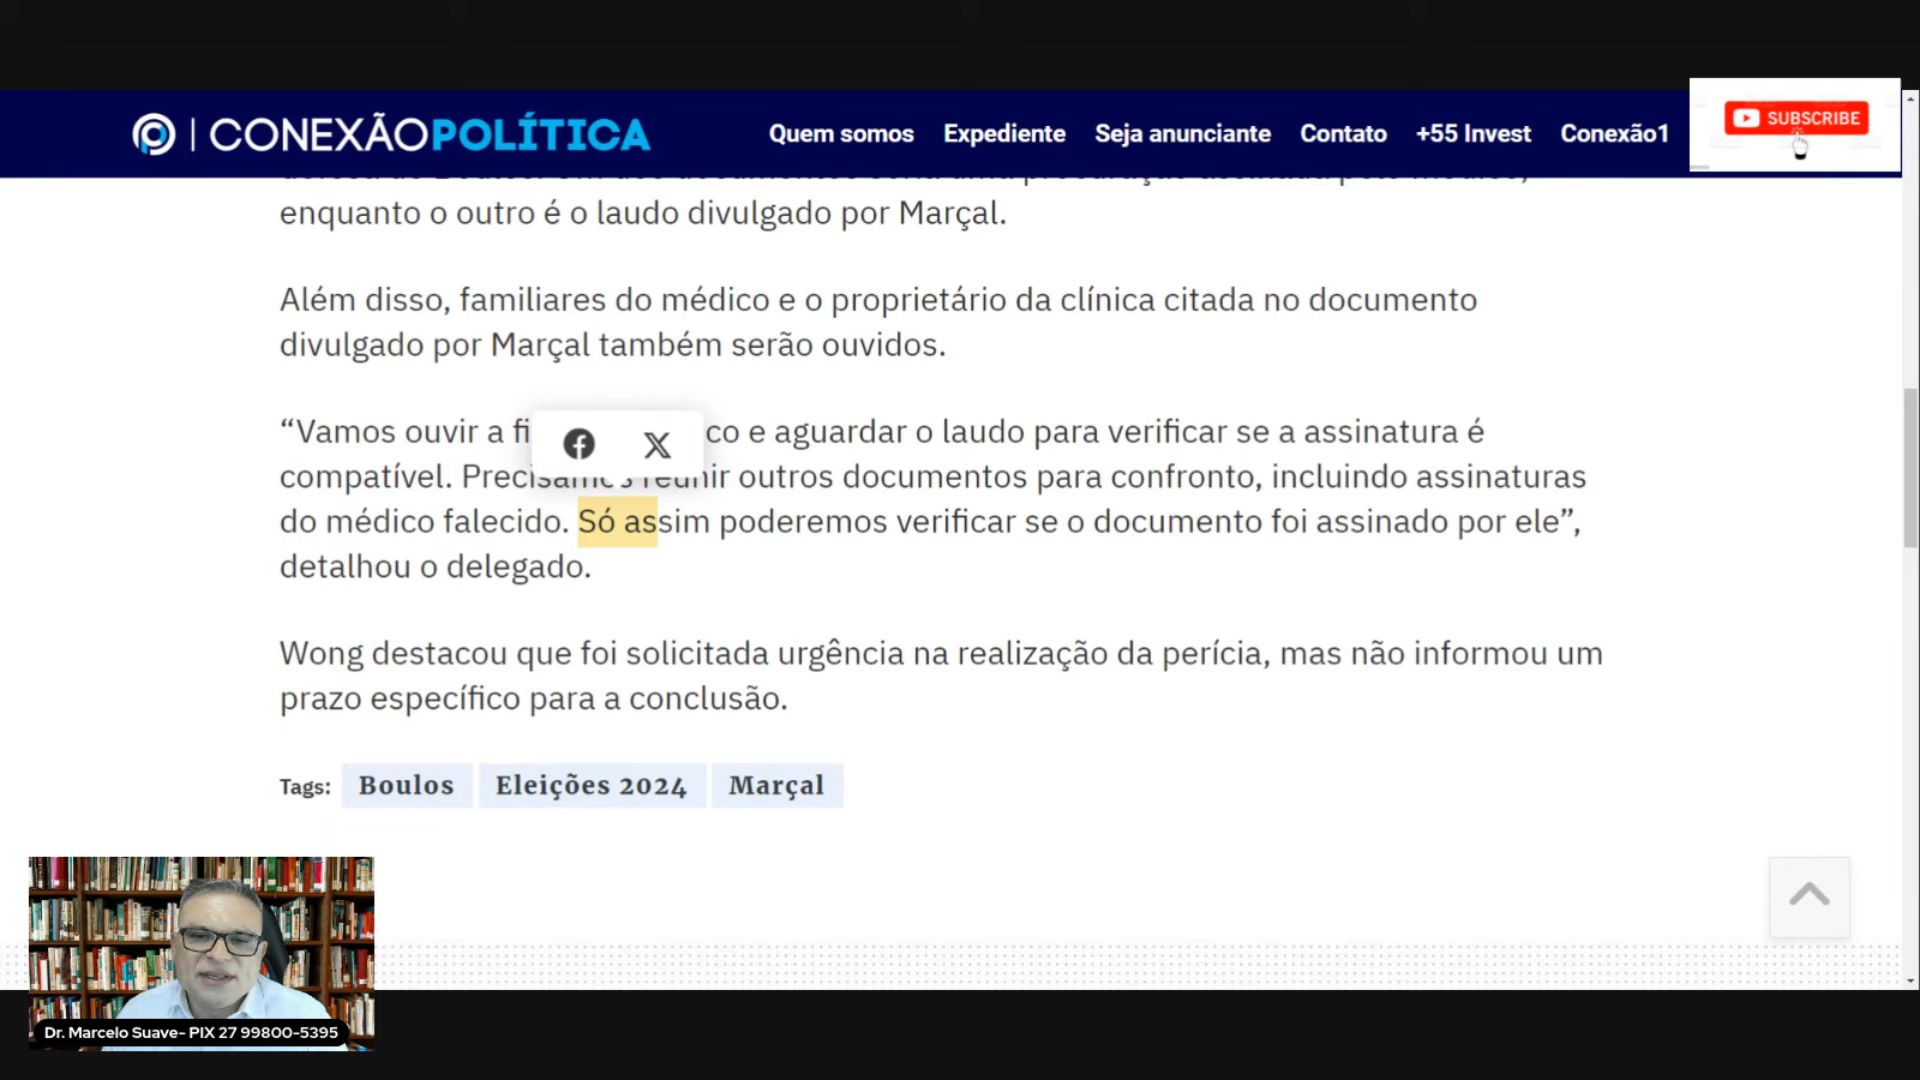 CONEXÃOPOLÍTICA
Quem somos Expediente Seja anunciante Contato +55 Invest Conexão1
SUBSCRIBE
enquanto o outro é o laudo divulgado por Marçal.
Além disso, familiares do médico e o proprietário da clínica citada no documento
divulgado por Marçal também serão ouvidos.
“Vamos ouvir a fi co e aguardar o laudo para verificar se a assinatura é
compatível. Precisamos reunir outros documentos para confronto, incluindo assinaturas
do médico falecido. Só assim poderemos verificar se o documento foi assinado por ele”,
detalhou o delegado.
Wong destacou que foi solicitada urgência na realização da perícia, mas não informou um
prazo específico para a conclusão.
Tags: Boulos Eleições 2024 Marçal
Dr. Marcelo Suave- PIX 27 99800-5395